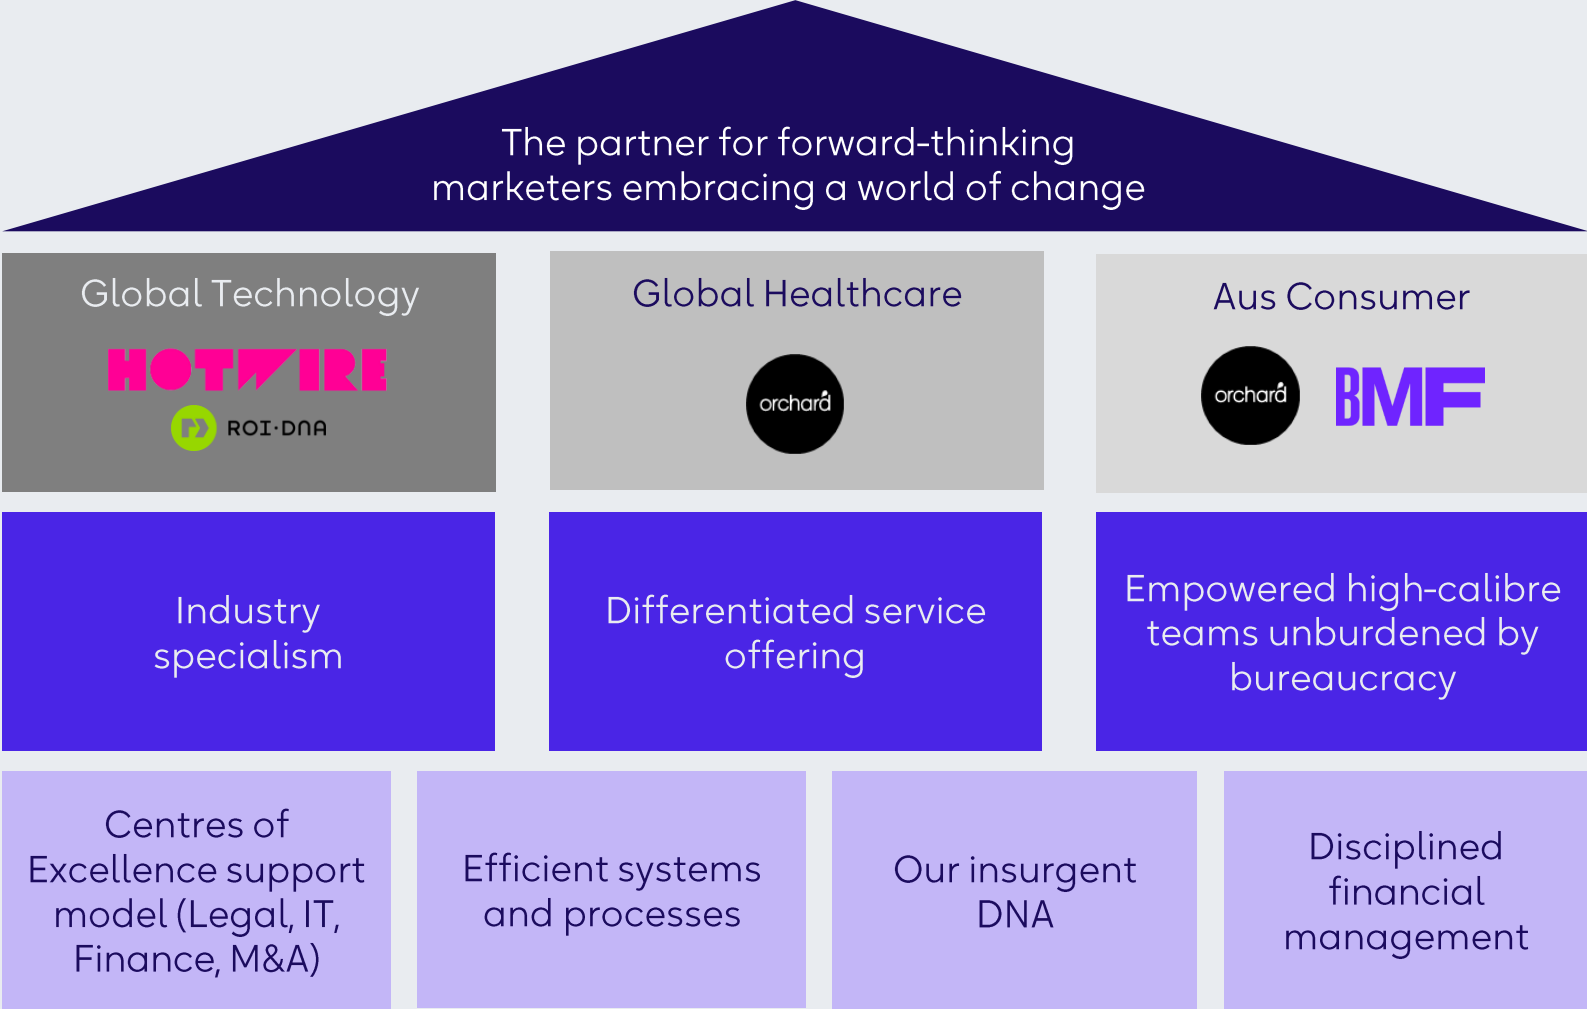 The partner for forward-thinking
marketers embracing a world of change
Global Technology
HOTWIRE
ROI·DNA
Global Healthcare
orchard
Aus Consumer
orchard
BMF
Industry
specialism
Differentiated service
offering
Empowered high-calibre
teams unburdened by
bureaucracy
Centres of
Excellence support
model (Legal, IT,
Finance, M&A)
Efficient systems
and processes
Our insurgent
DNA
Disciplined
financial
management